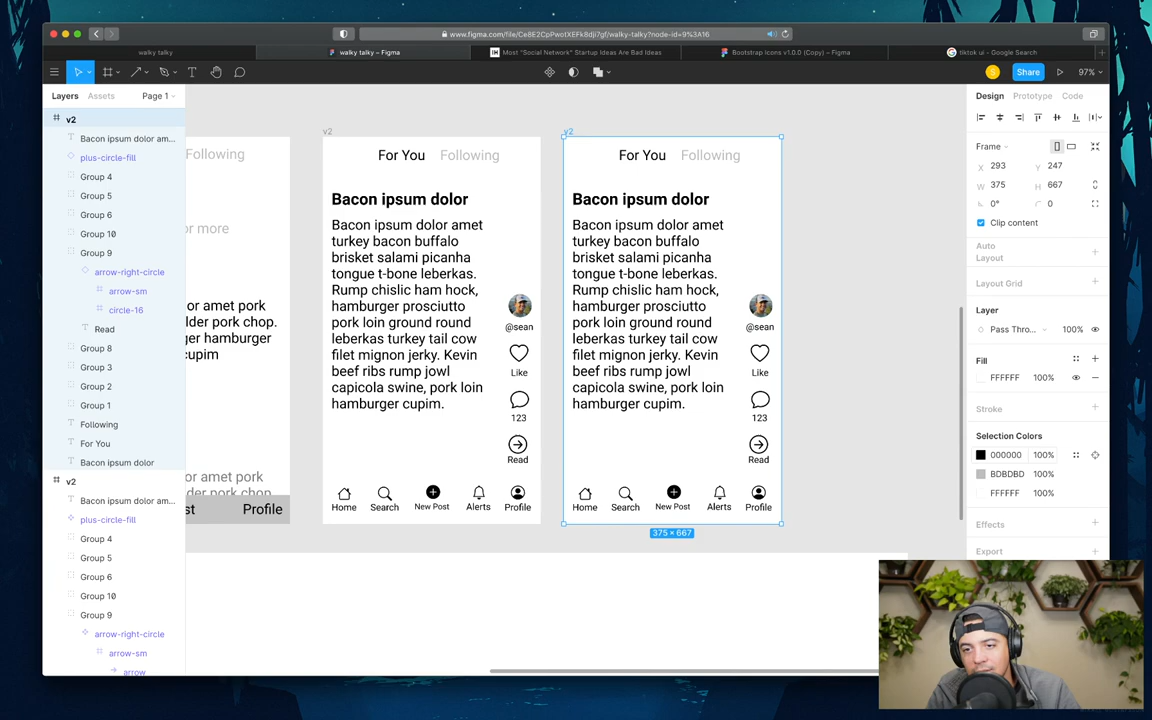 www.figma.com/file/Ce8E2CpPwotXEFk8dji7gf/walky-talky?node-id=9%3A16
walky talky
walky talky – Figma
Most "Social Network" Startup Ideas Are Bad Ideas
Bootstrap Icons v1.0.0 (Copy) – Figma
tiktok ui - Google Search
S
Share
97%
Layers
Assets
Page 1
v2
Bacon ipsum dolor am...
plus-circle-fill
Group 4
Group 5
Group 6
Group 10
Group 9
arrow-right-circle
arrow-sm
circle-16
Read
Group 8
Group 3
Group 2
Group 1
Following
For You
Bacon ipsum dolor
v2
Bacon ipsum dolor am...
plus-circle-fill
Group 4
Group 5
Group 6
Group 10
Group 9
arrow-right-circle
arrow-sm
arrow
Following
or more
or amet pork
lder pork chop.
ger hamburger
cupim
or amet pork
lder pork chop
st
Profile
v2
For You Following
Bacon ipsum dolor
Bacon ipsum dolor amet
turkey bacon buffalo
brisket salami picanha
tongue t-bone leberkas.
Rump chislic ham hock,
hamburger prosciutto
pork loin ground round
leberkas turkey tail cow
filet mignon jerky. Kevin
beef ribs rump jowl
capicola swine, pork loin
hamburger cupim.
@sean
Like
123
Read
Home
Search
New Post
Alerts
Profile
v2
For You Following
Bacon ipsum dolor
Bacon ipsum dolor amet
turkey bacon buffalo
brisket salami picanha
tongue t-bone leberkas.
Rump chislic ham hock,
hamburger prosciutto
pork loin ground round
leberkas turkey tail cow
filet mignon jerky. Kevin
beef ribs rump jowl
capicola swine, pork loin
hamburger cupim.
@sean
Like
123
Read
Home
Search
New Post
Alerts
Profile
375 × 667
Design
Prototype
Code
Frame
X 293
Y 247
W 375
H 667
0°
0
Clip content
Auto
Layout
Layout Grid
Layer
Pass Thro...
100%
Fill
FFFFFF 100%
Stroke
Selection Colors
000000 100%
BDBDBD 100%
FFFFFF 100%
Effects
Export